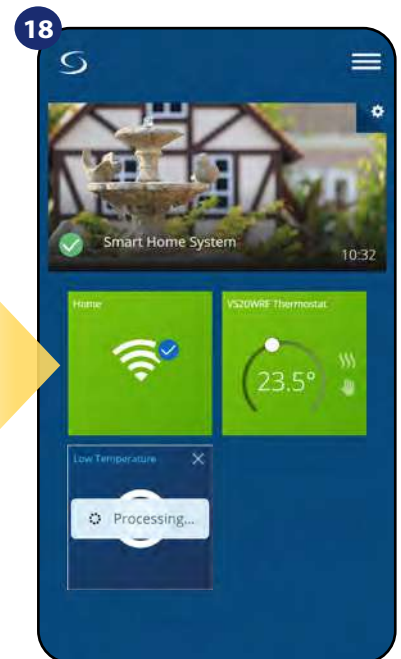 18
Smart Home System
10:32
Home
VS20WRF Thermostat
23.5°
Low Temperature
Processing...